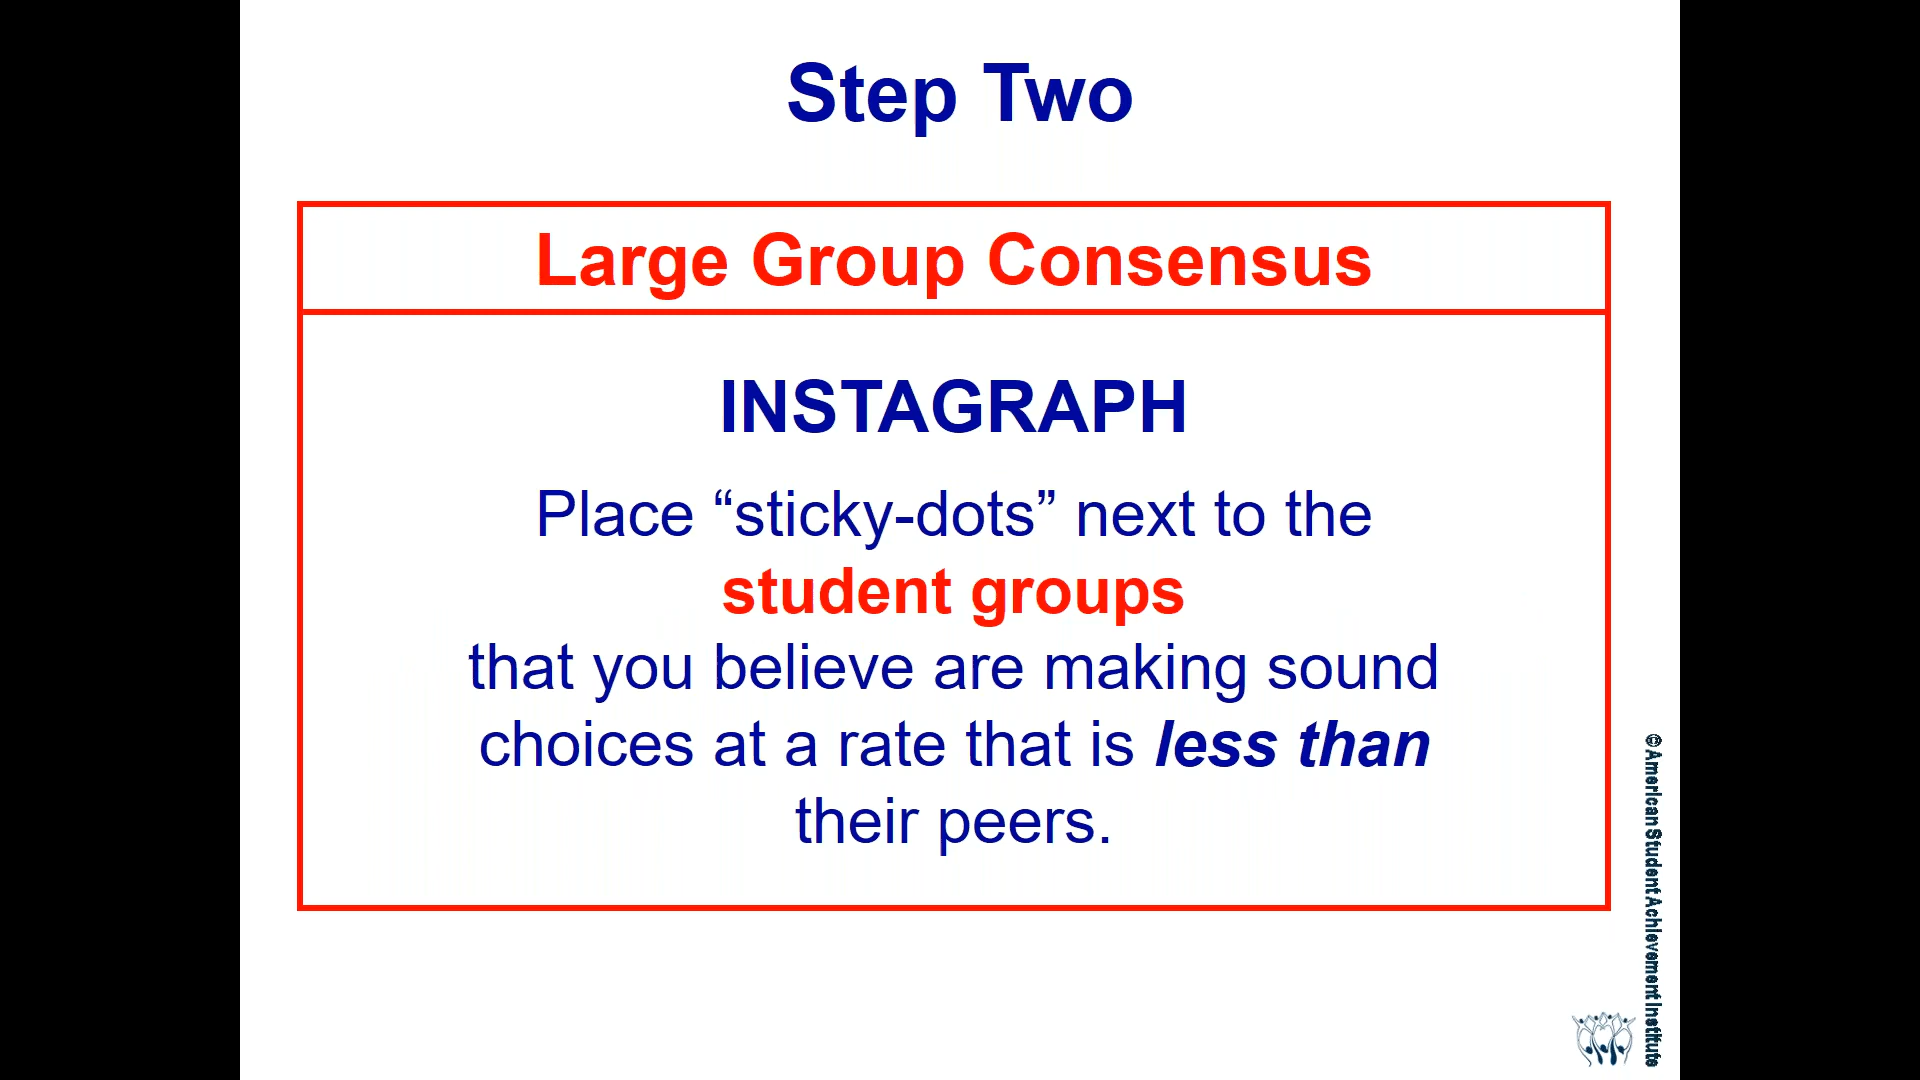 Step Two
Large Group Consensus
INSTAGRAPH
Place “sticky-dots” next to the
student groups
that you believe are making sound
choices at a rate that is less than
their peers.
©American Student Achievement Institute